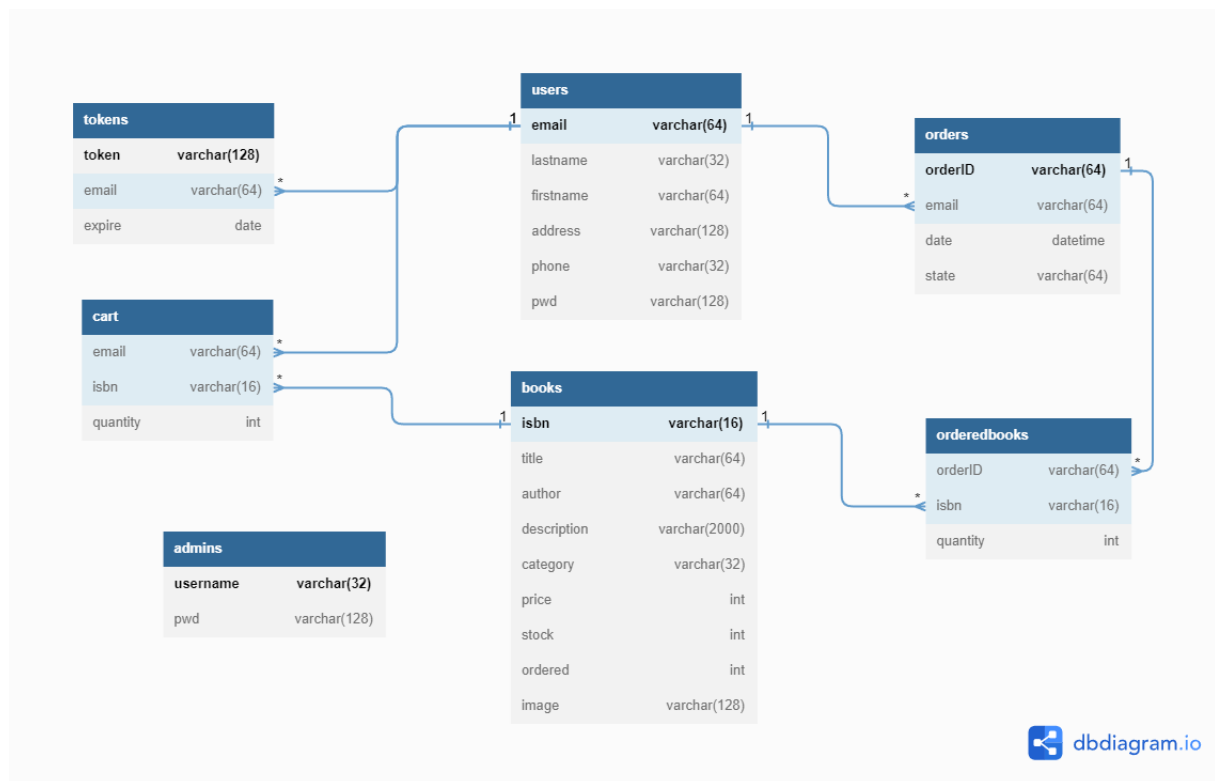 tokens
token varchar(128)
email varchar(64)
expire date
1
*
users
email varchar(64)
lastname varchar(32)
firstname varchar(64)
address varchar(128)
phone varchar(32)
pwd varchar(128)
1
*
orders
orderID varchar(64)
email varchar(64)
date datetime
state varchar(64)
1
cart
email varchar(64)
isbn varchar(16)
quantity int
*
*
1
books
isbn varchar(16)
title varchar(64)
author varchar(64)
description varchar(2000)
category varchar(32)
price int
stock int
ordered int
image varchar(128)
1
*
orderedbooks
orderID varchar(64)
isbn varchar(16)
quantity int
*
admins
username varchar(32)
pwd varchar(128)
dbdiagram.io